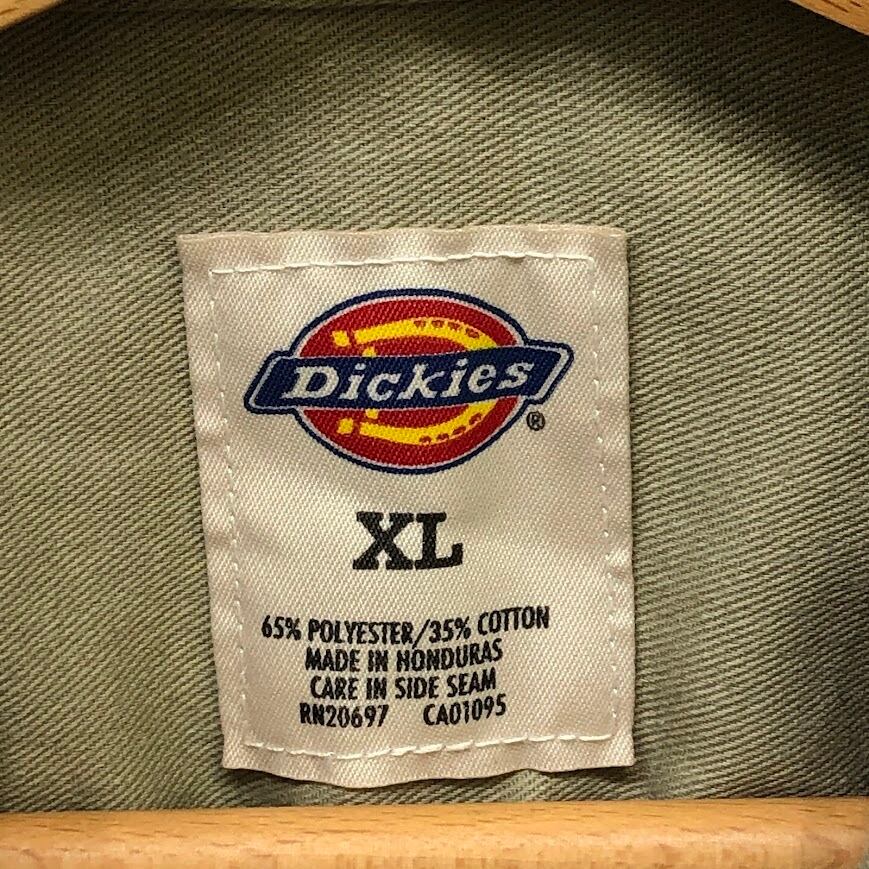 Dickies®
XL
65% POLYESTER/35% COTTON
MADE IN HONDURAS
CARE IN SIDE SEAM
RN20697 CA01095